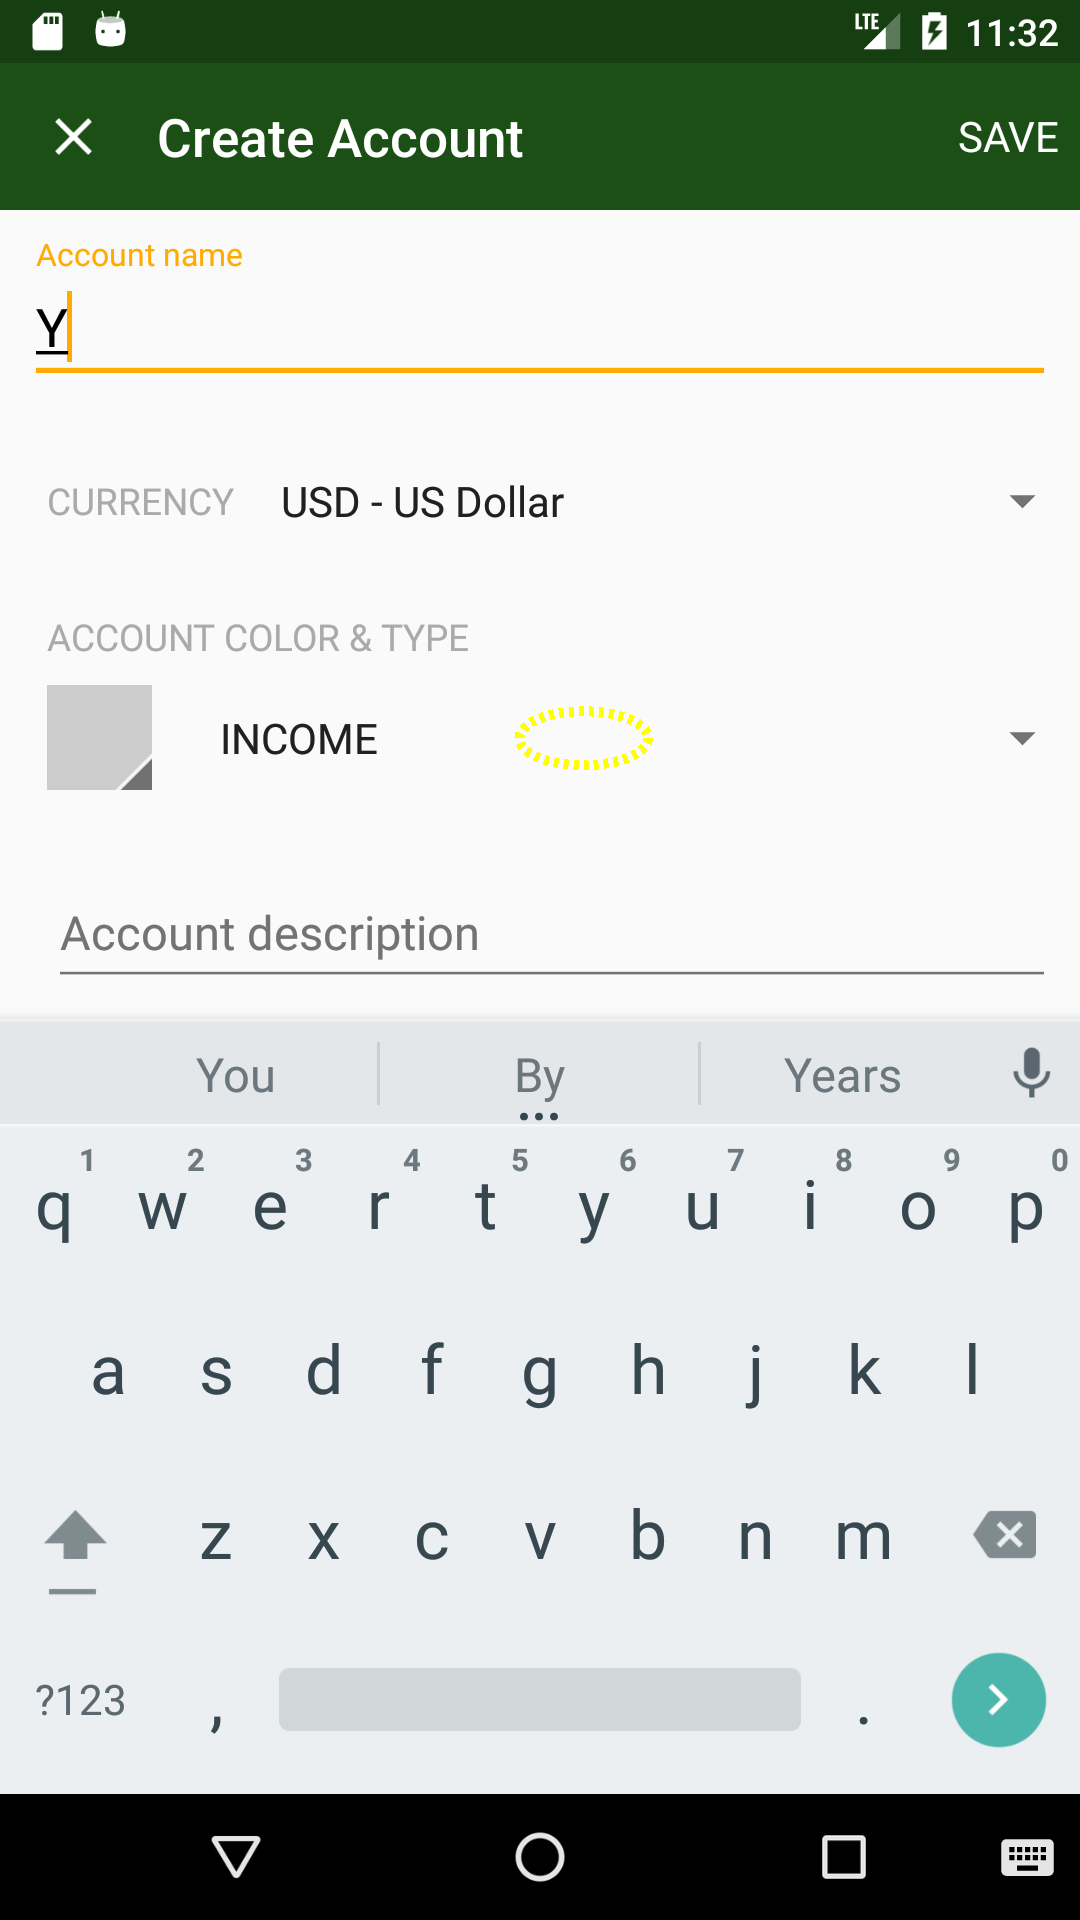 LTE 11:32
Create Account SAVE
Account name
Y
CURRENCY USD - US Dollar
ACCOUNT COLOR & TYPE
INCOME
Account description
You By Years
1 2 3 4 5 6 7 8 9 0
q w e r t y u i o p
a s d f g h j k l
z x c v b n m
?123 , .